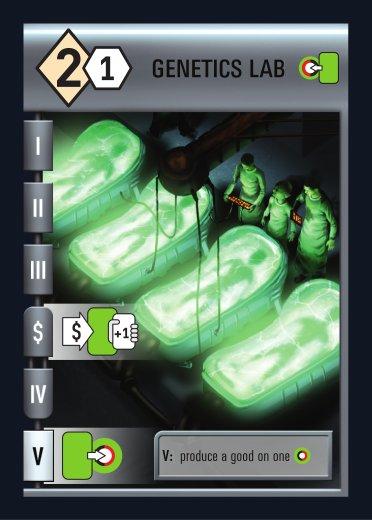 2 1 GENETICS LAB
I
II
III
$ $ +1
IV
V V: produce a good on one